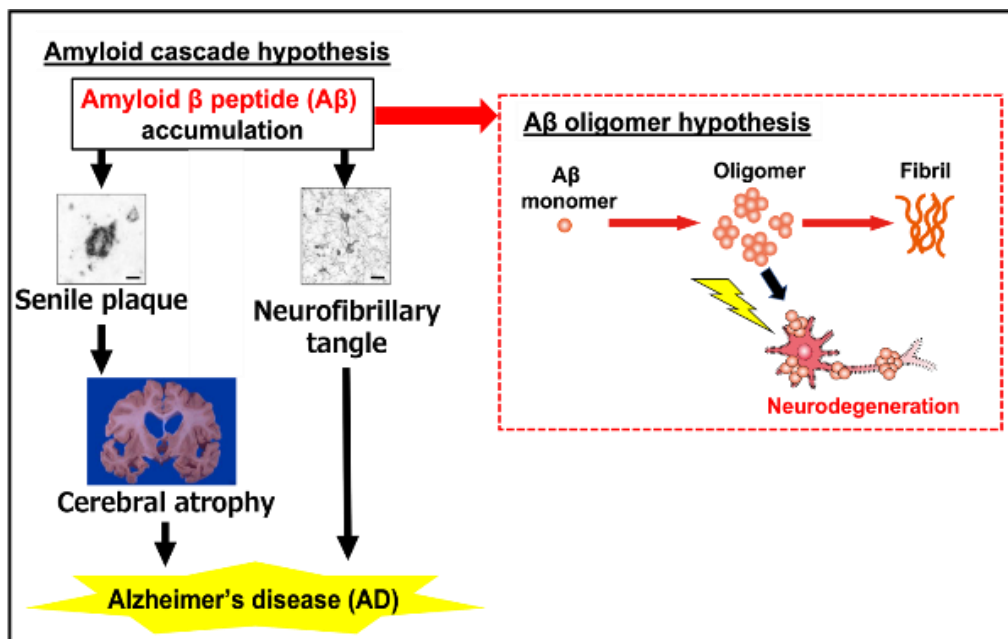 Amyloid cascade hypothesis
Amyloid β peptide (Aβ)
accumulation
Senile plaque
Neurofibrillary
tangle
Cerebral atrophy
Alzheimer's disease (AD)
Aβ oligomer hypothesis
Aβ
monomer
Oligomer
Fibril
Neurodegeneration